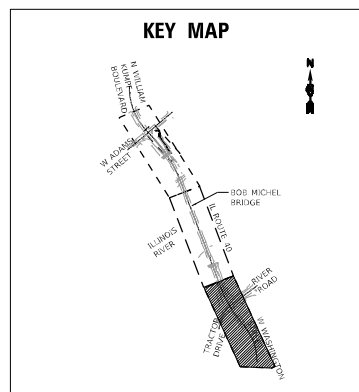 KEY MAP
N WILLIAM
KUMPF
BOULEVARD
N
W ADAMS
STREET
BOB MICHEL
BRIDGE
ILLINOIS
RIVER
IL ROUTE 40
RIVER
ROAD
TRACTOR
DRIVE
W WASHINGTON